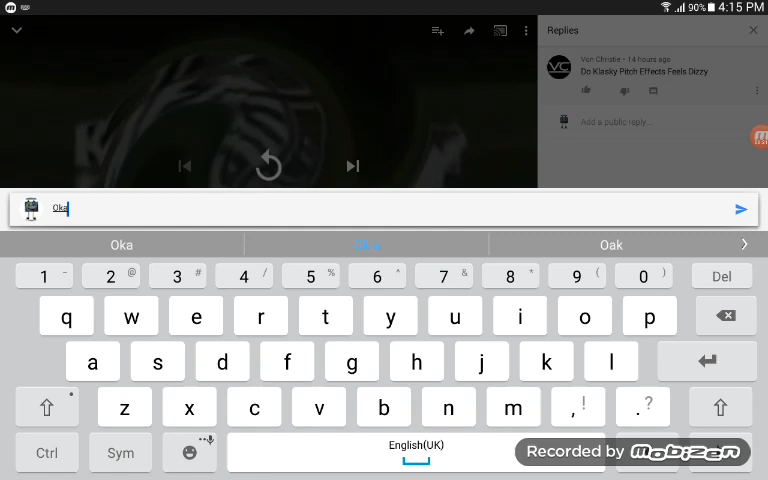 90% 4:15 PM
Replies
VC
Von Christie • 14 hours ago
Do Klasky Pitch Effects Feels Dizzy
Add a public reply...
Oka
Oka Oak
1 - 2 @ 3 # 4 / 5 % 6 ^ 7 & 8 * 9 ( 0 ) Del
q w e r t y u i o p
a s d f g h j k l
z x c v b n m , ! . ?
Ctrl Sym English(UK)
Recorded by mobizen